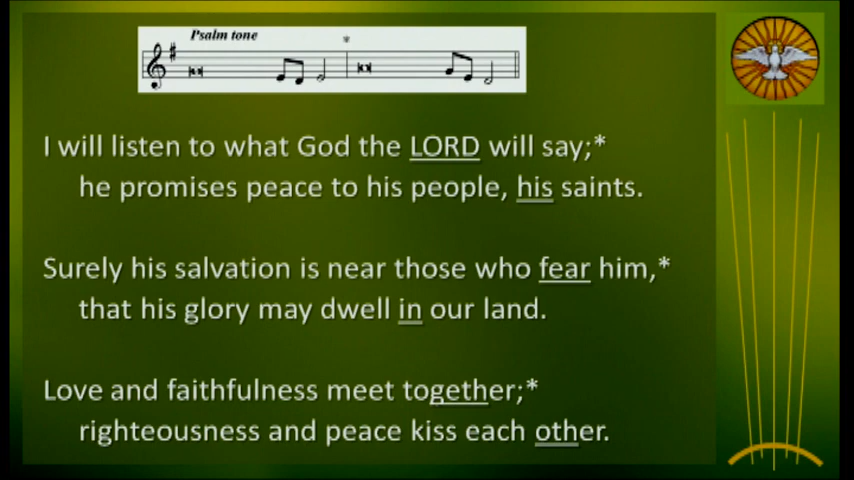 Psalm tone
*
I will listen to what God the LORD will say;*
he promises peace to his people, his saints.
Surely his salvation is near those who fear him,*
that his glory may dwell in our land.
Love and faithfulness meet together;*
righteousness and peace kiss each other.